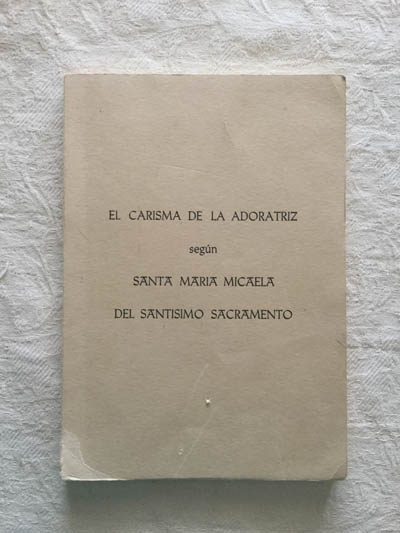 EL CARISMA DE LA ADORATRIZ
según
SANTA MARIA MICAELA
DEL SANTISIMO SACRAMENTO